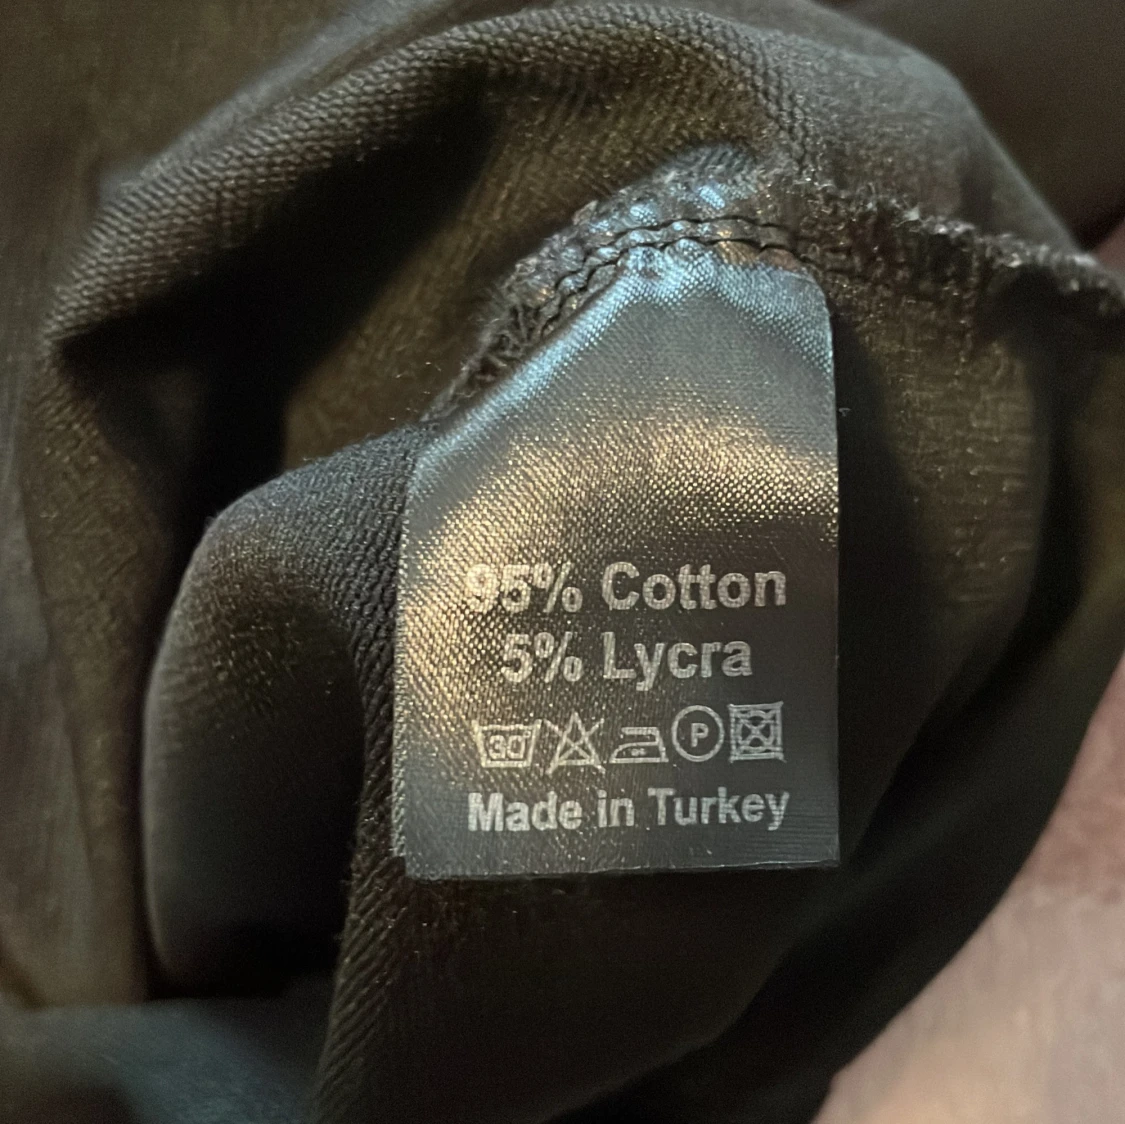 95% Cotton
5% Lycra
30 P
Made in Turkey